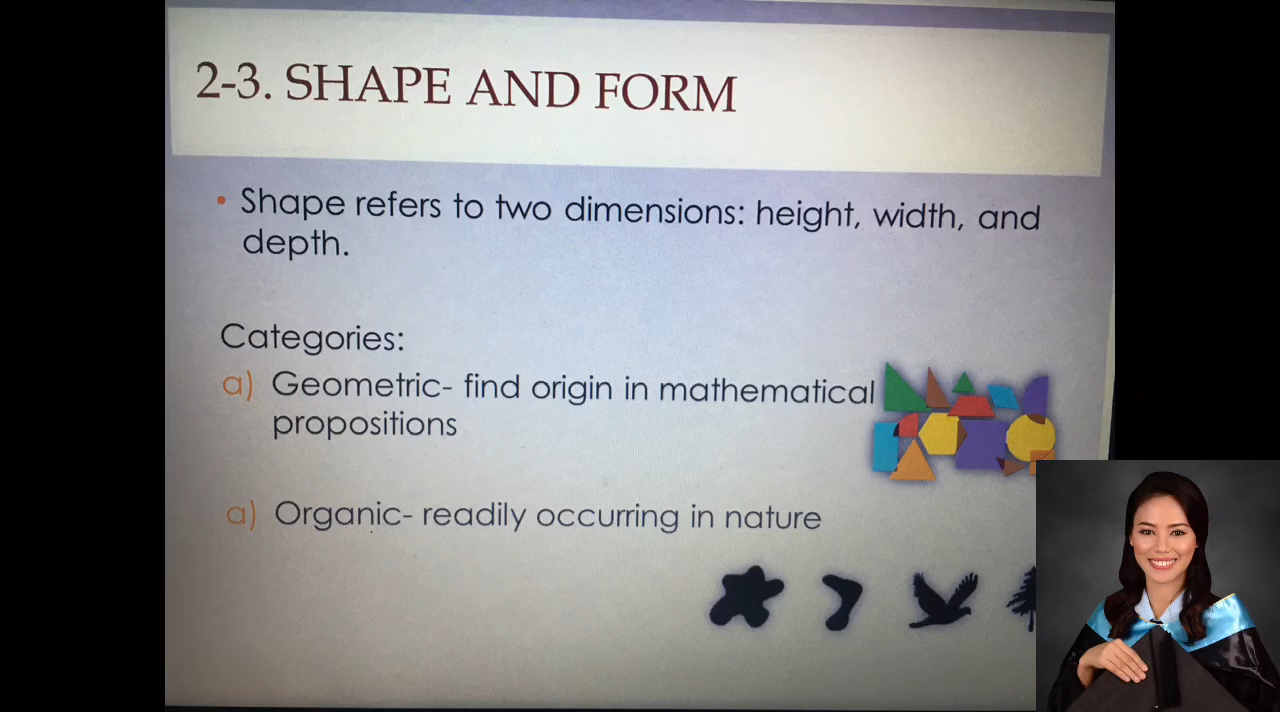 2-3. SHAPE AND FORM
• Shape refers to two dimensions: height, width, and
depth.
Categories:
a) Geometric- find origin in mathematical
propositions
a) Organic- readily occurring in nature